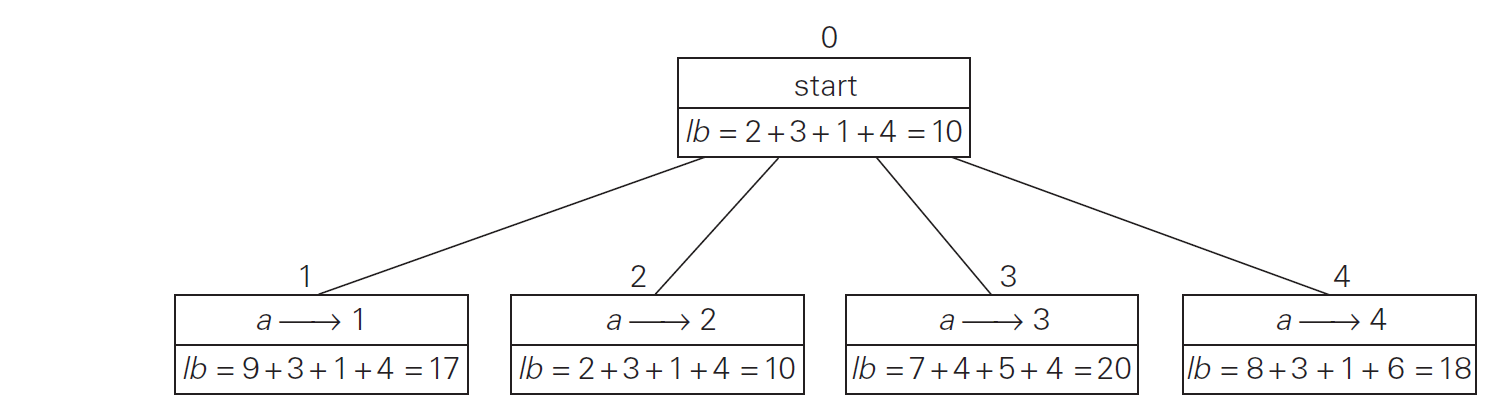 0
start
lb = 2+3+1+4 =10
1
2
3
4
a ⟶ 1
a ⟶ 2
a ⟶ 3
a ⟶ 4
lb = 9+3+1+4 =17
lb = 2+3+1+4 =10
lb =7+4+5+4 =20
lb = 8+3 +1+6 =18